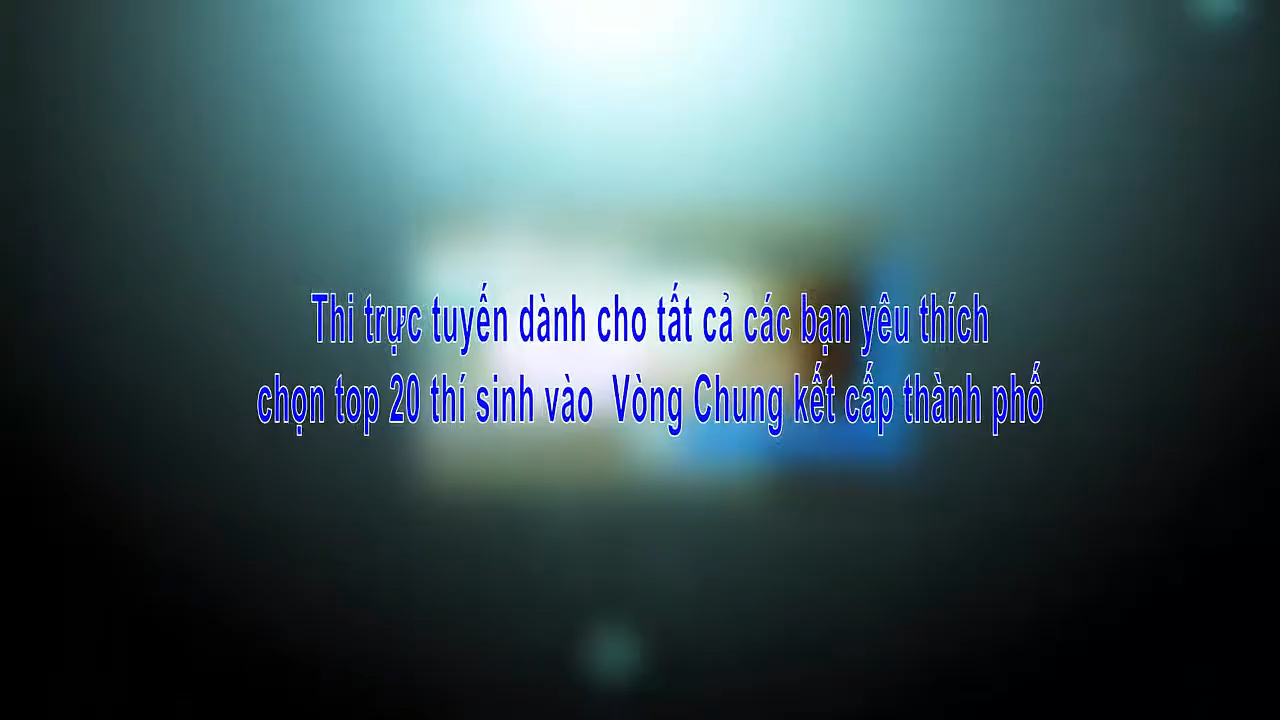 Thi trực tuyến dành cho tất cả các bạn yêu thích
chọn top 20 thí sinh vào Vòng Chung kết cấp thành phố